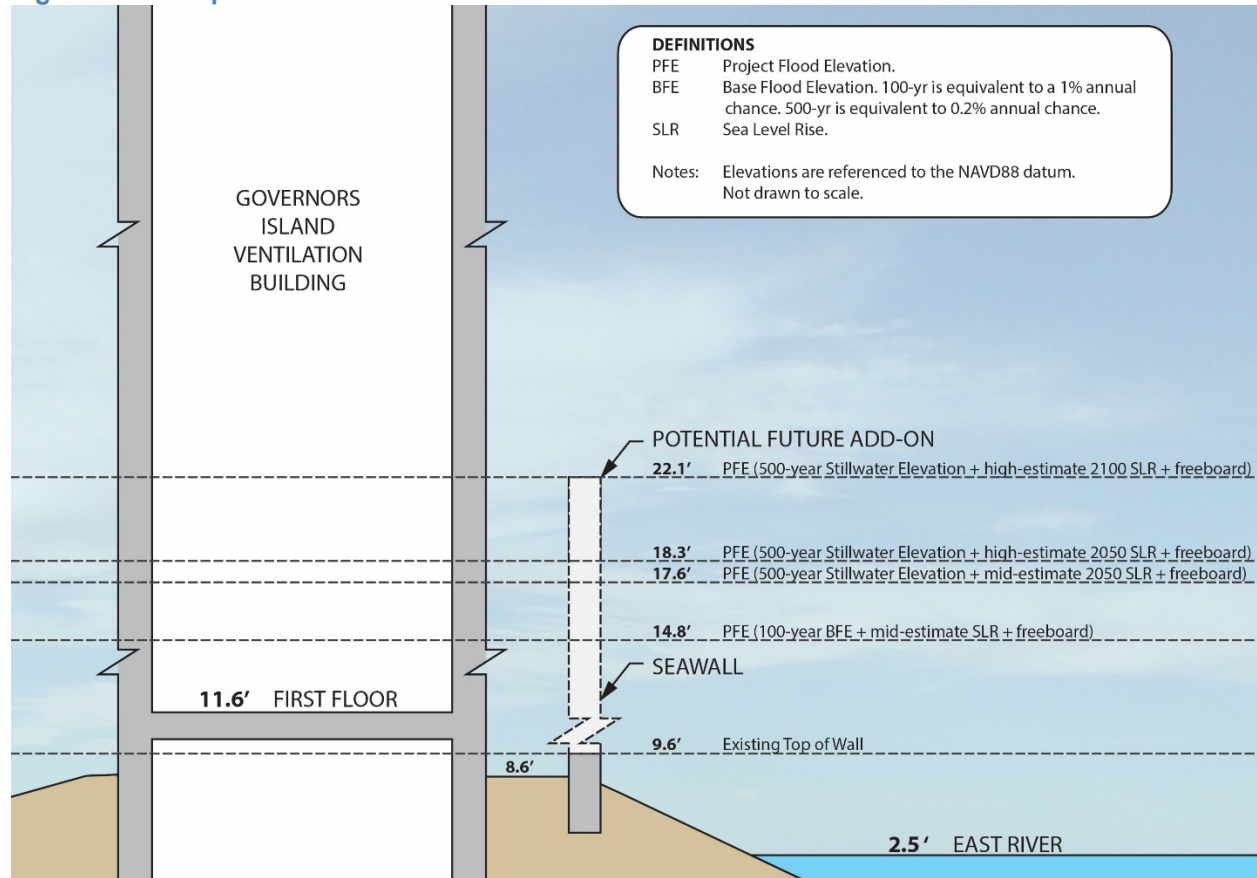 DEFINITIONS
PFE Project Flood Elevation.
BFE Base Flood Elevation. 100-yr is equivalent to a 1% annual
chance. 500-yr is equivalent to 0.2% annual chance.
SLR Sea Level Rise.
Notes: Elevations are referenced to the NAVD88 datum.
Not drawn to scale.
GOVERNORS
ISLAND
VENTILATION
BUILDING
POTENTIAL FUTURE ADD-ON
22.1′ PFE (500-year Stillwater Elevation + high-estimate 2100 SLR + freeboard)
18.3′ PFE (500-year Stillwater Elevation + high-estimate 2050 SLR + freeboard)
17.6′ PFE (500-year Stillwater Elevation + mid-estimate 2050 SLR + freeboard)
14.8′ PFE (100-year BFE + mid-estimate SLR + freeboard)
SEAWALL
11.6′ FIRST FLOOR
9.6′ Existing Top of Wall
8.6′
2.5 ′ EAST RIVER